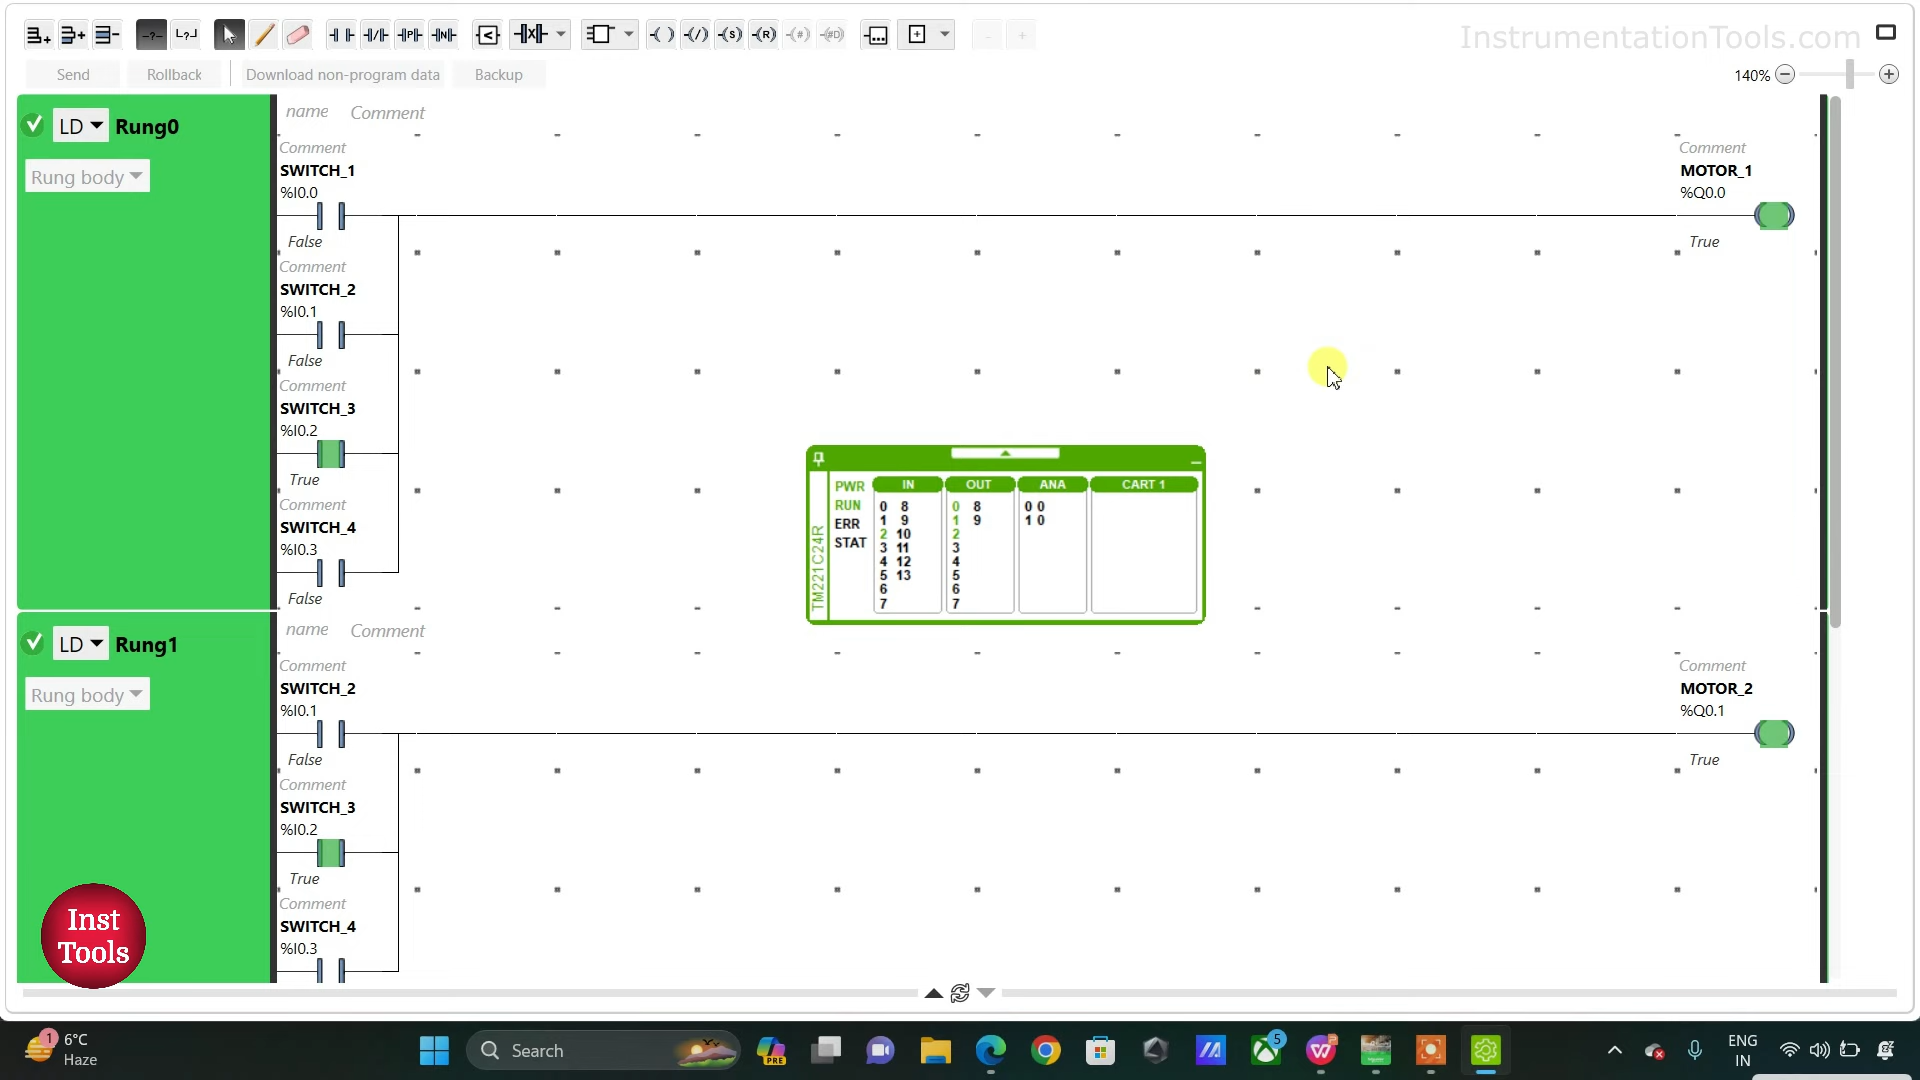 InstrumentationTools.com
Send Rollback Download non-program data Backup
140%
LD Rung0
name Comment
Rung body
Comment
SWITCH_1
%I0.0
False
Comment
MOTOR_1
%Q0.0
True
Comment
SWITCH_2
%I0.1
False
Comment
SWITCH_3
%I0.2
True
Comment
SWITCH_4
%I0.3
False
TM221C24R
PWR
RUN
ERR
STAT
IN OUT ANA CART 1
0 8 0 8 0 0
1 9 1 9 1 0
2 10 2
3 11 3
4 12 4
5 13 5
6 6
7 7
LD Rung1
name Comment
Rung body
Comment
SWITCH_2
%I0.1
False
Comment
MOTOR_2
%Q0.1
True
Comment
SWITCH_3
%I0.2
True
Comment
SWITCH_4
%I0.3
Inst
Tools
1
6°C
Haze
Search
PRE
5
ENG
IN